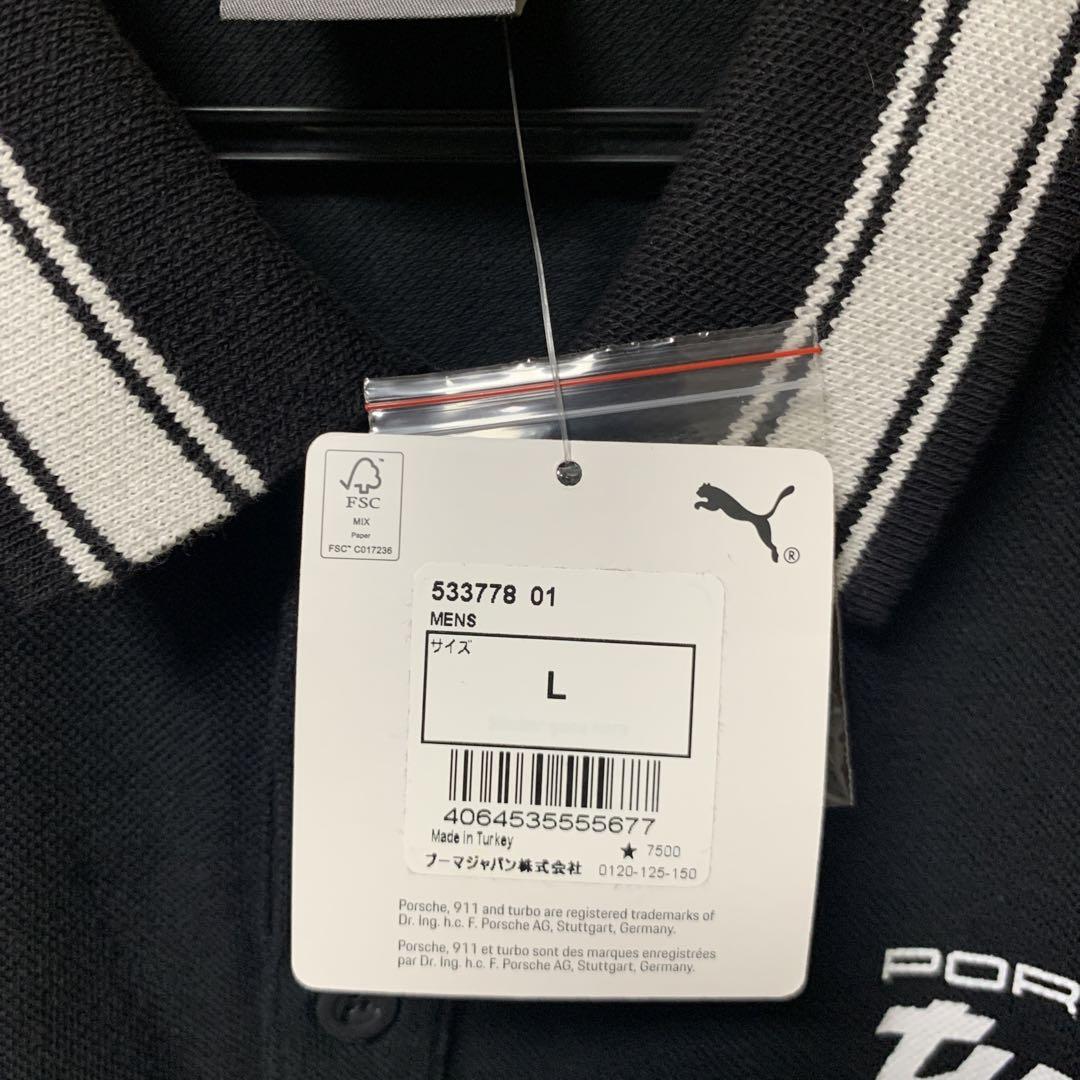 FSC
MIX
Paper
FSC™ C017236
®
533778 01
MENS
サイズ
L
4064535555677
Made in Turkey
★ 7500
プーマジャパン株式会社 0120-125-150
Porsche, 911 and turbo are registered trademarks of
Dr. Ing. h.c. F. Porsche AG, Stuttgart, Germany.
Porsche, 911 et turbo sont des marques enregistrées
par Dr. Ing. h.c. F. Porsche AG, Stuttgart, Germany.
POR
tu